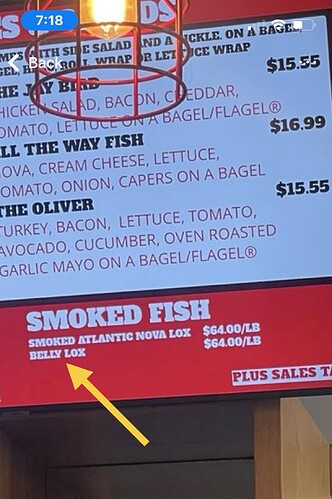 7:18
Back
WITH SIDE SALAD AND A PICKLE. ON A BAGEL,
ROLL, WRAP OR LETTUCE WRAP
$15.55
THE JAY BIRD
CHICKEN SALAD, BACON, CHEDDAR,
TOMATO, LETTUCE ON A BAGEL/FLAGEL®
$16.99
ALL THE WAY FISH
NOVA, CREAM CHEESE, LETTUCE,
TOMATO, ONION, CAPERS ON A BAGEL
$15.55
THE OLIVER
TURKEY, BACON, LETTUCE, TOMATO,
AVOCADO, CUCUMBER, OVEN ROASTED
GARLIC MAYO ON A BAGEL/FLAGEL®
SMOKED FISH
SMOKED ATLANTIC NOVA LOX $64.00/LB
BELLY LOX $64.00/LB
PLUS SALES TA